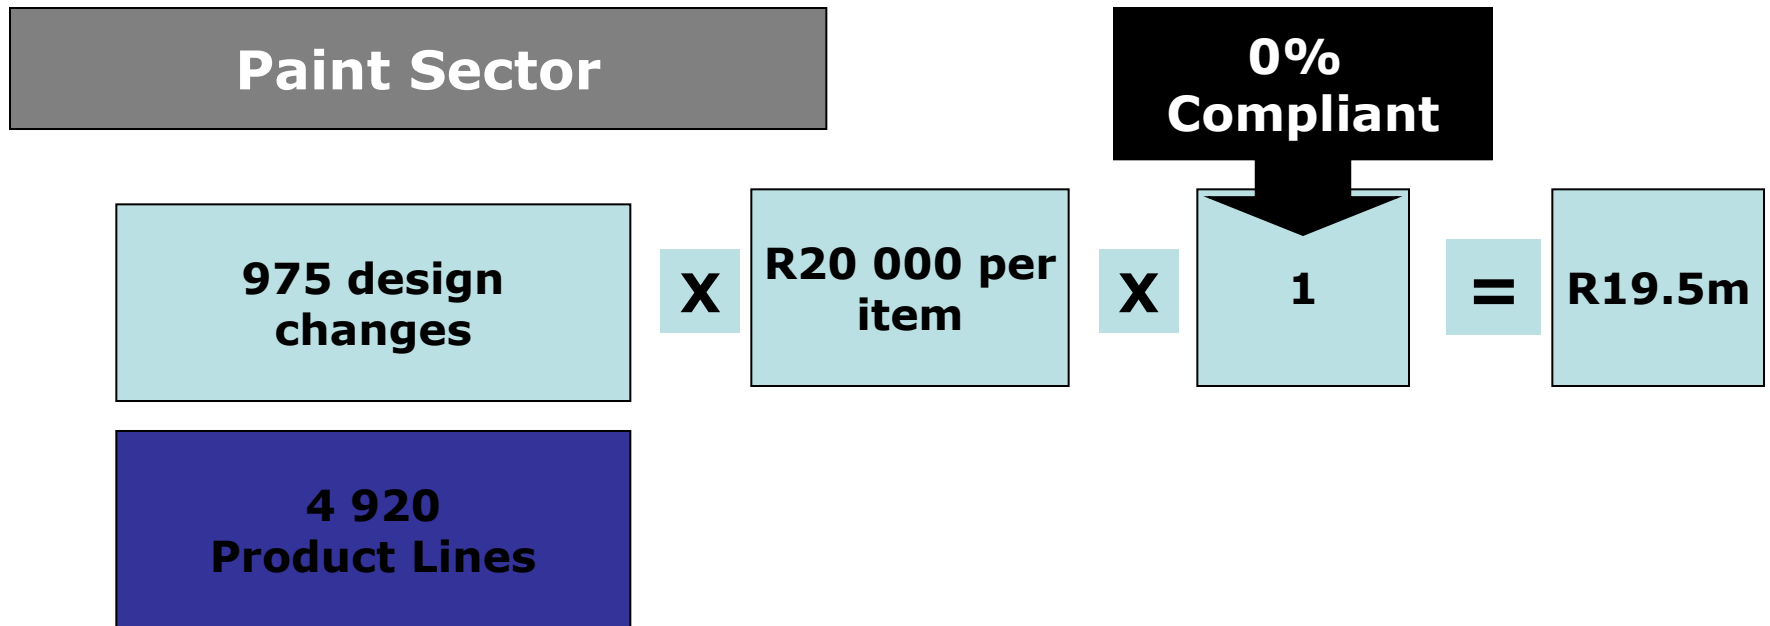 Paint Sector
0%
Compliant
975 design
changes
X
R20 000 per
item
X
1
=
R19.5m
4 920
Product Lines